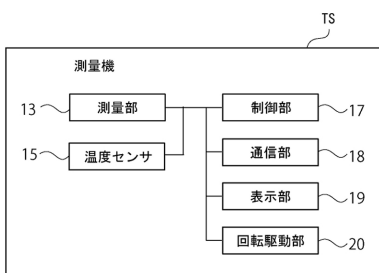 TS
測量機
13 測量部 制御部 17
15 温度センサ 通信部 18
表示部 19
回転駆動部 20